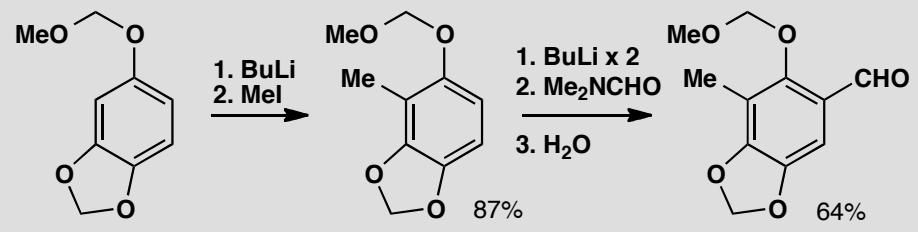 MeO O
O
O
1. BuLi
2. MeI
MeO O
Me
O
O
87%
1. BuLi x 2
2. Me₂NCHO
3. H₂O
MeO O
Me CHO
O
O
64%